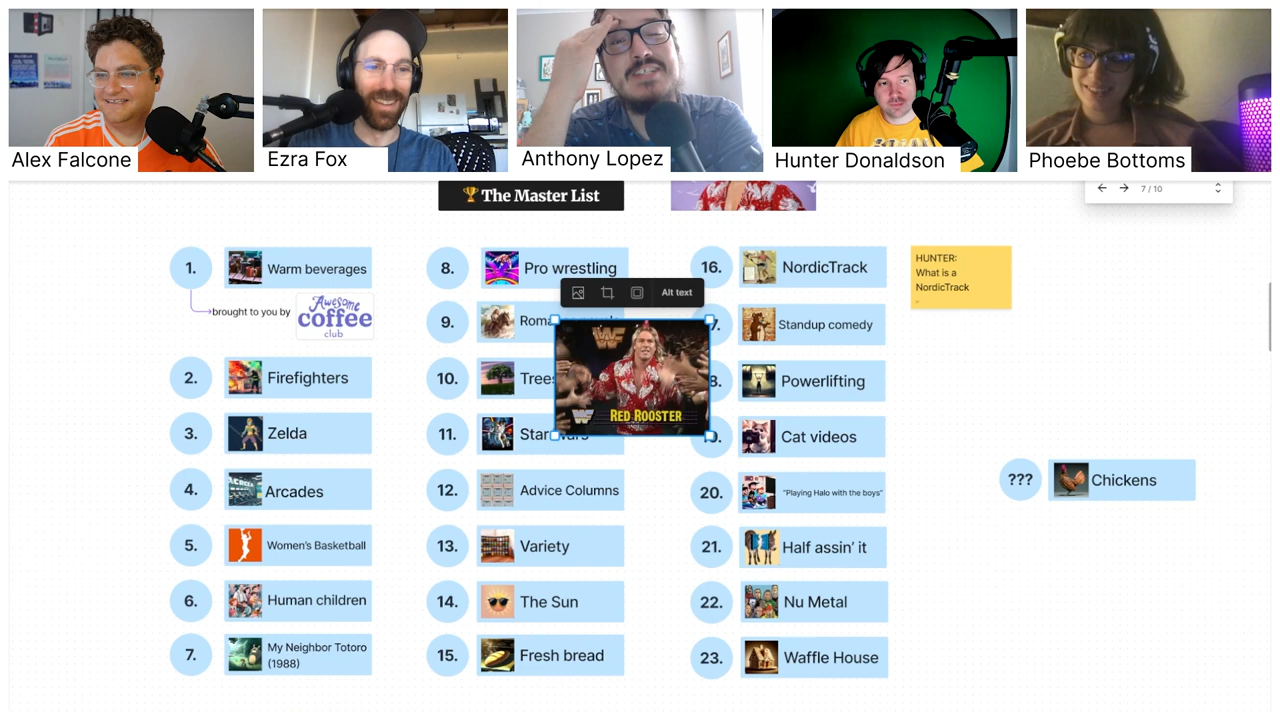 Alex Falcone
Ezra Fox
Anthony Lopez
Hunter Donaldson
Phoebe Bottoms
🏆 The Master List
7 / 10
1.
Warm beverages
brought to you by
Awesome
coffee
club
2.
Firefighters
3.
Zelda
4.
Arcades
5.
Women's Basketball
6.
Human children
7.
My Neighbor Totoro
(1988)
8.
Pro wrestling
Alt text
9.
10.
Trees
11.
Star Wars
RED ROOSTER
12.
Advice Columns
13.
Variety
14.
The Sun
15.
Fresh bread
16.
NordicTrack
Standup comedy
Powerlifting
Cat videos
20.
"Playing Halo with the boys"
21.
Half assin' it
22.
Nu Metal
23.
Waffle House
HUNTER:
What is a
NordicTrack
???
Chickens